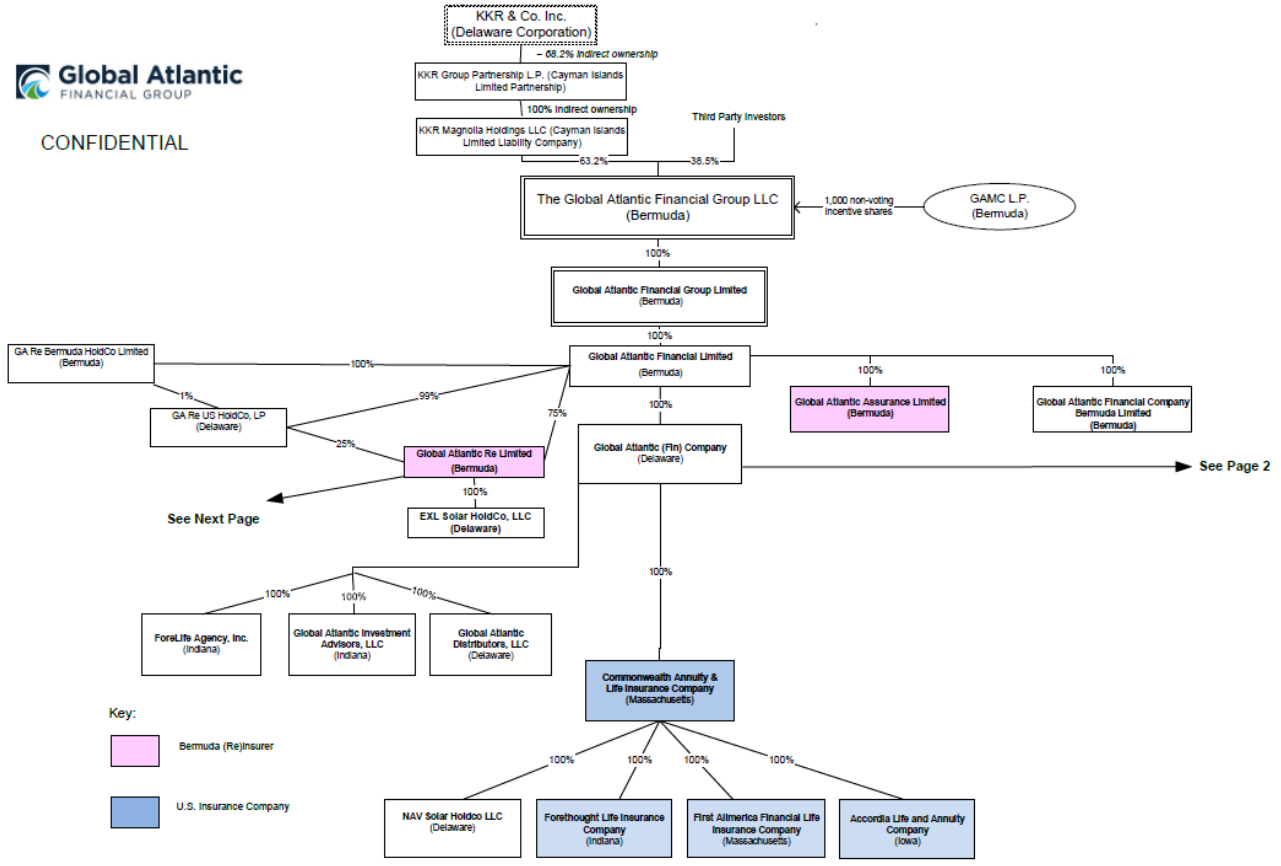 KKR & Co. Inc.
(Delaware Corporation)
~ 68.2% Indirect ownership
Global Atlantic
FINANCIAL GROUP
KKR Group Partnership L.P. (Cayman Islands
Limited Partnership)
100% Indirect ownership
CONFIDENTIAL
KKR Magnolia Holdings LLC (Cayman Islands
Limited Liability Company)
Third Party Investors
63.2%
38.5%
The Global Atlantic Financial Group LLC
(Bermuda)
1,000 non-voting
incentive shares
GAMC L.P.
(Bermuda)
100%
Global Atlantic Financial Group Limited
(Bermuda)
100%
GA Re Bermuda HoldCo Limited
(Bermuda)
100%
Global Atlantic Financial Limited
(Bermuda)
1%
99%
75%
100%
100%
100%
GA Re US HoldCo, LP
(Delaware)
Global Atlantic Assurance Limited
(Bermuda)
Global Atlantic Financial Company
Bermuda Limited
(Bermuda)
25%
Global Atlantic Re Limited
(Bermuda)
Global Atlantic (Fin) Company
(Delaware)
See Page 2
100%
See Next Page
EXL Solar HoldCo, LLC
(Delaware)
100%
100%
100%
100%
ForeLife Agency, Inc.
(Indiana)
Global Atlantic Investment
Advisors, LLC
(Indiana)
Global Atlantic
Distributors, LLC
(Delaware)
Commonwealth Annuity &
Life Insurance Company
(Massachusetts)
Key:
Bermuda (Re)Insurer
U.S. Insurance Company
100%
100%
100%
100%
NAV Solar Holdco LLC
(Delaware)
Forethought Life Insurance
Company
(Indiana)
First Allmerica Financial Life
Insurance Company
(Massachusetts)
Accordia Life and Annuity
Company
(Iowa)